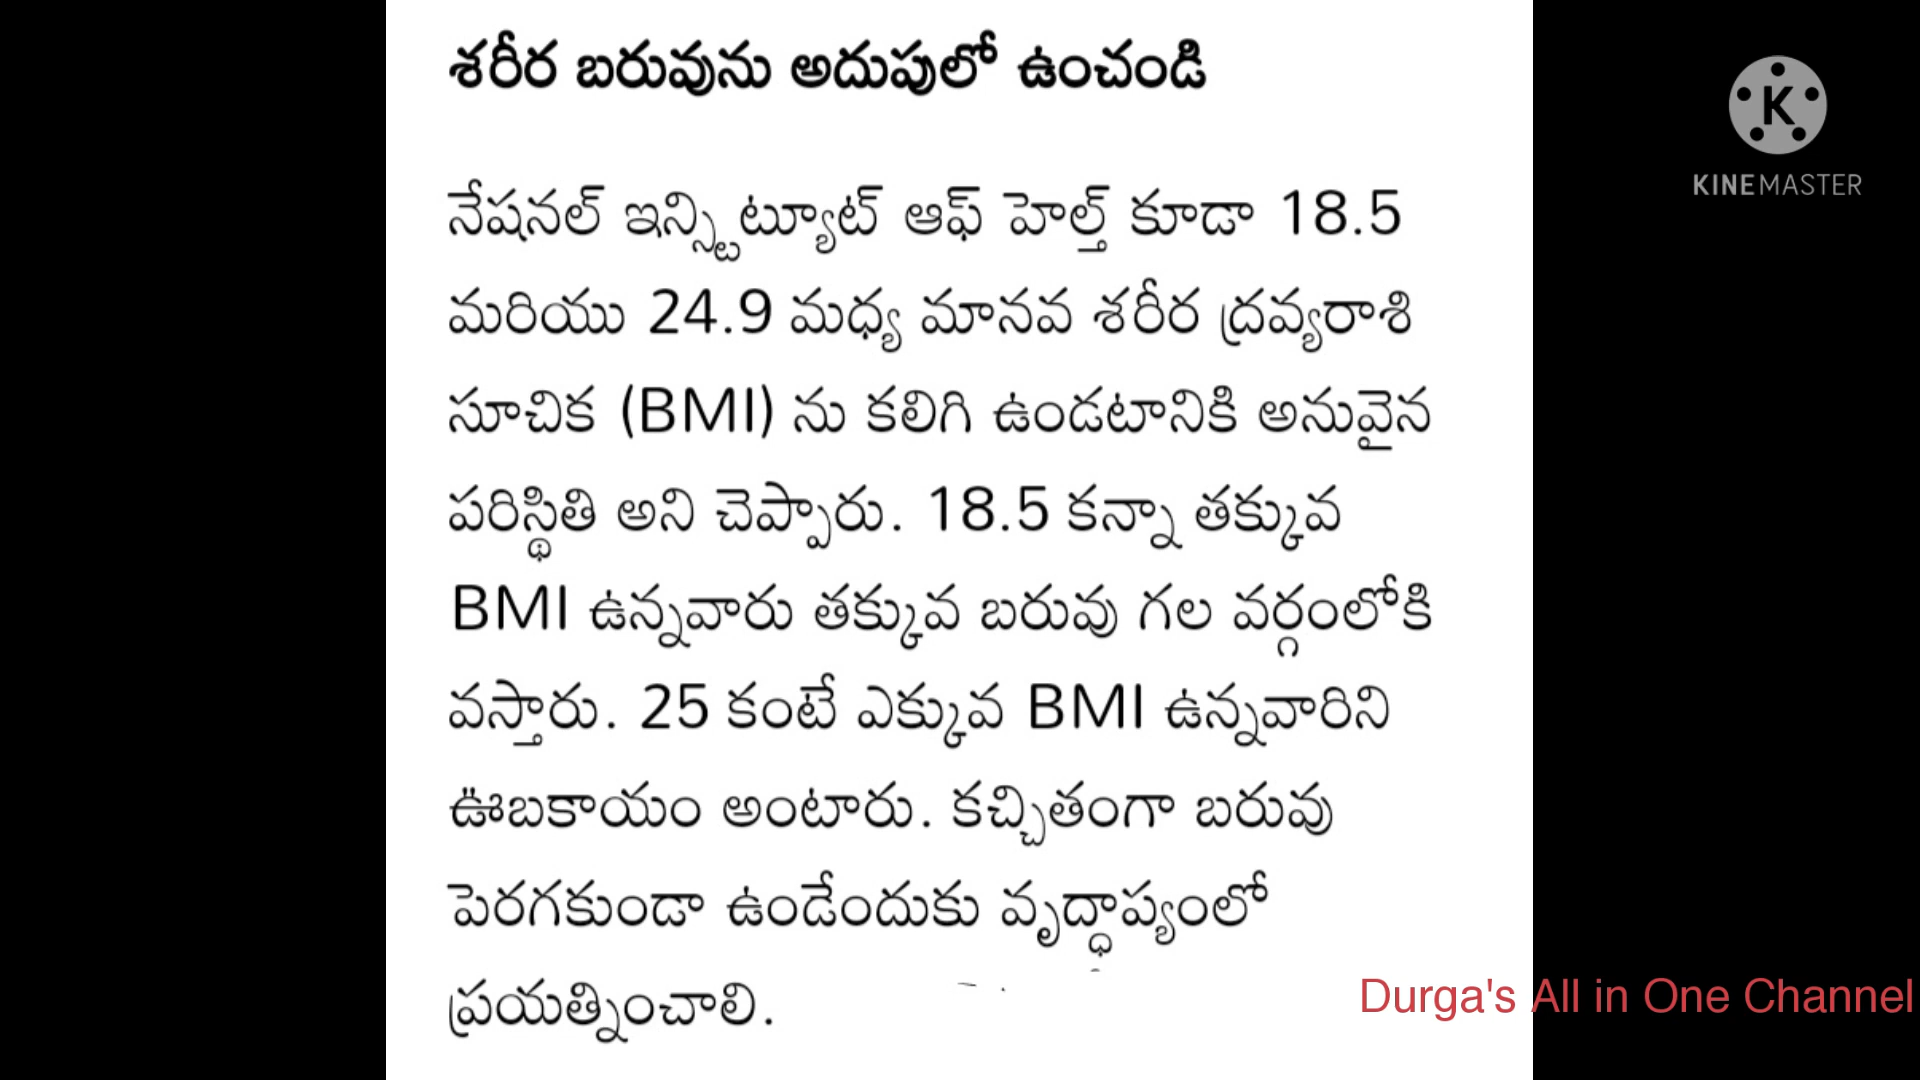 శరీర బరువును అదుపులో ఉంచండి
నేషనల్ ఇన్స్టిట్యూట్ ఆఫ్ హెల్త్ కూడా 18.5
మరియు 24.9 మధ్య మానవ శరీర ద్రవ్యరాశి
సూచిక (BMI) ను కలిగి ఉండటానికి అనువైన
పరిస్థితి అని చెప్పారు. 18.5 కన్నా తక్కువ
BMI ఉన్నవారు తక్కువ బరువు గల వర్గంలోకి
వస్తారు. 25 కంటే ఎక్కువ BMI ఉన్నవారిని
ఊబకాయం అంటారు. కచ్చితంగా బరువు
పెరగకుండా ఉండేందుకు వృద్ధాప్యంలో
ప్రయత్నించాలి.
K
KINEMASTER
Durga's All in One Channel